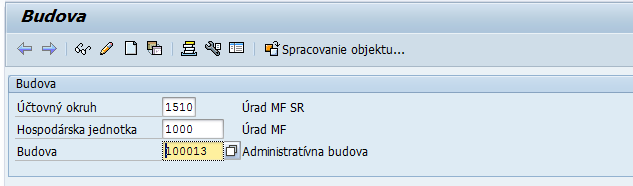 Budova
Spracovanie objektu...
Budova
Účtovný okruh 1510 Úrad MF SR
Hospodárska jednotka 1000 Úrad MF
Budova 100013 Administratívna budova